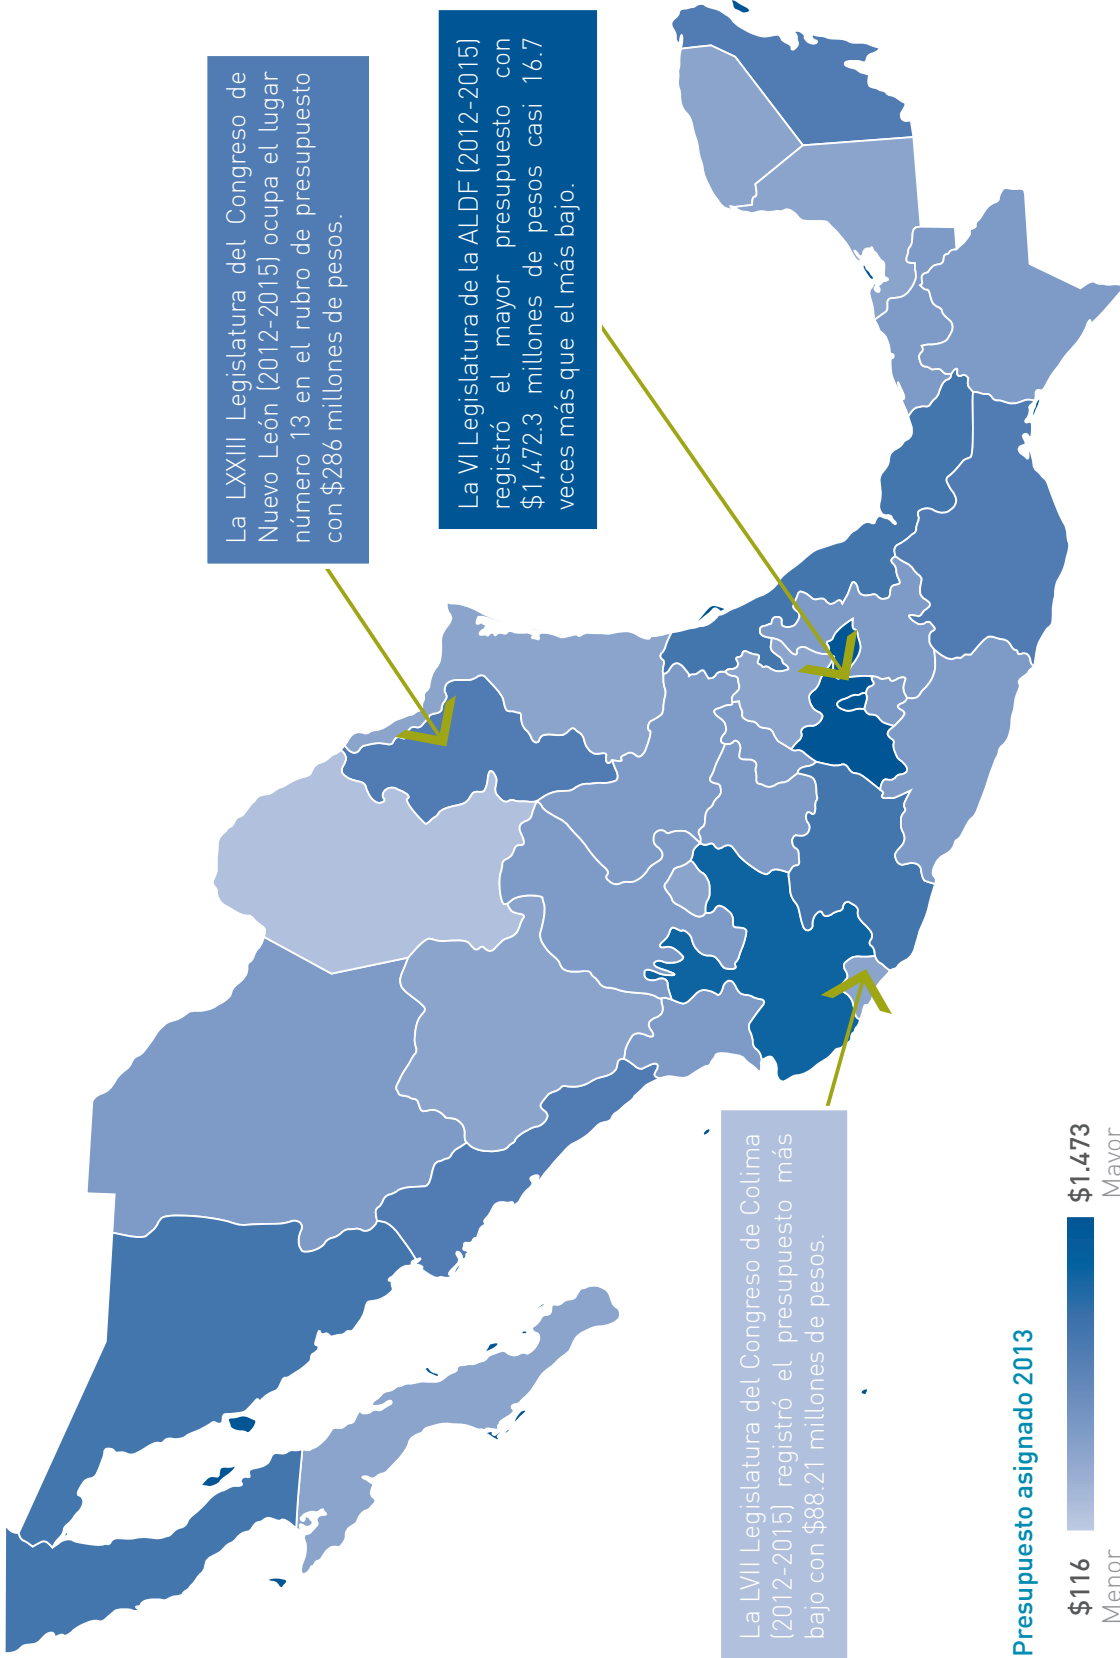 La LXXIII Legislatura del Congreso de
Nuevo León (2012-2015) ocupa el lugar
número 13 en el rubro de presupuesto
con $286 millones de pesos.
La VI Legislatura de la ALDF (2012-2015)
registró el mayor presupuesto con
$1,472.3 millones de pesos casi 16.7
veces más que el más bajo.
La LVII Legislatura del Congreso de Colima
(2012-2015) registró el presupuesto más
bajo con $88.21 millones de pesos.
Presupuesto asignado 2013
$116
Menor
$1.473
Mayor